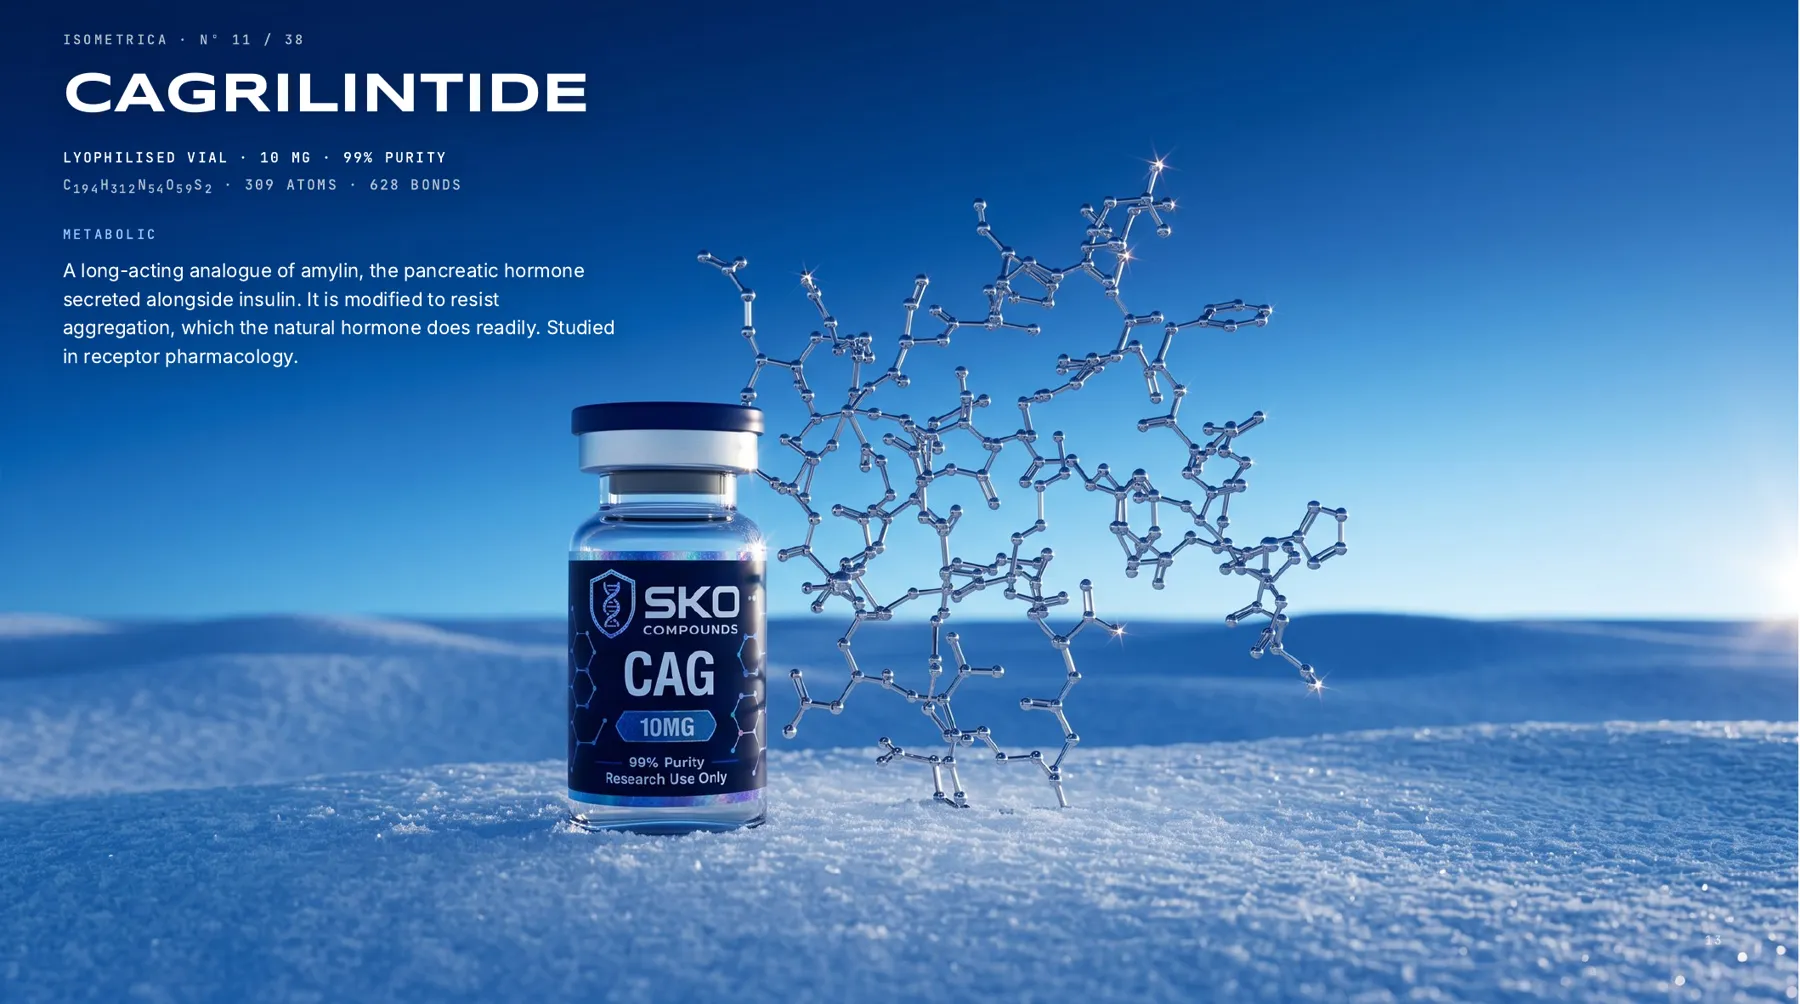 ISOMETRICA · N° 11 / 38
CAGRILINTIDE
LYOPHILISED VIAL · 10 MG · 99% PURITY
C194H312N54O59S2 · 309 ATOMS · 628 BONDS
METABOLIC
A long-acting analogue of amylin, the pancreatic hormone
secreted alongside insulin. It is modified to resist
aggregation, which the natural hormone does readily. Studied
in receptor pharmacology.
SKO
COMPOUNDS
CAG
10MG
99% Purity
Research Use Only
13